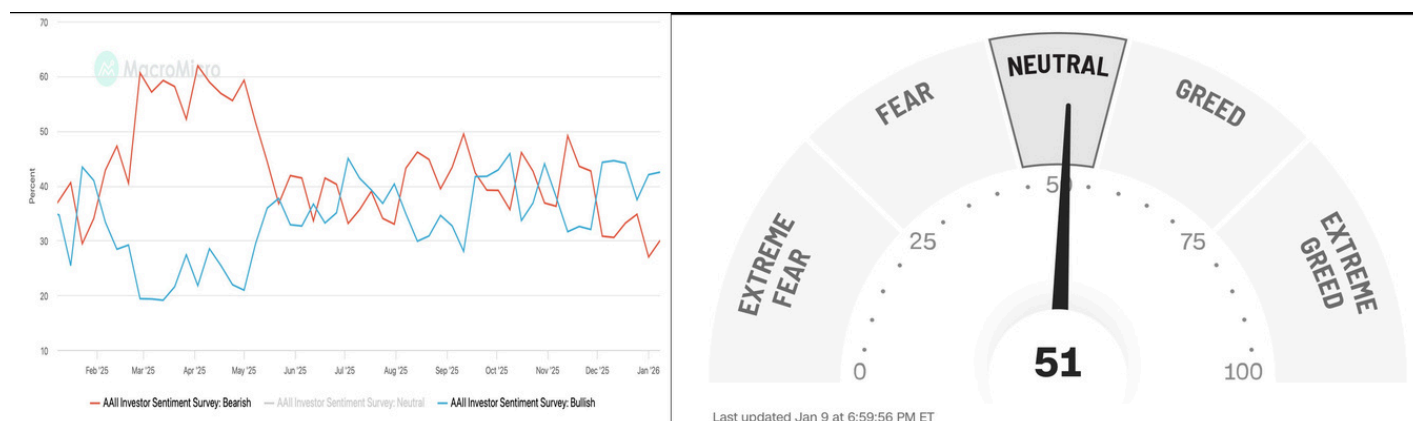 MacroMicro
70
60
50
40
30
20
10
Percent
Feb '25
Mar '25
Apr '25
May '25
Jun '25
Jul '25
Aug '25
Sep '25
Oct '25
Nov '25
Dec '25
Jan '26
AAII Investor Sentiment Survey: Bearish
AAII Investor Sentiment Survey: Neutral
AAII Investor Sentiment Survey: Bullish
EXTREME
FEAR
FEAR
NEUTRAL
GREED
EXTREME
GREED
0
25
50
75
100
51
Last updated Jan 9 at 6:59:56 PM ET